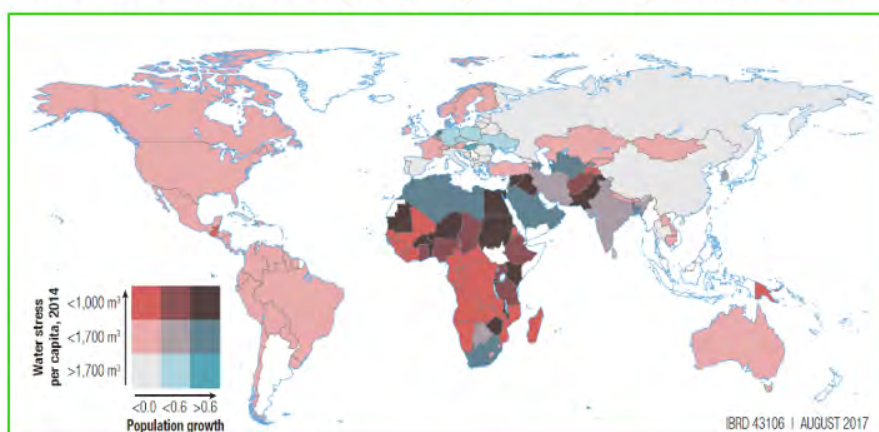 Water stress
per capita, 2014
<1,000 m³
<1,700 m³
>1,700 m³
<0.0 <0.6 >0.6
Population growth
IBRD 43106 | AUGUST 2017